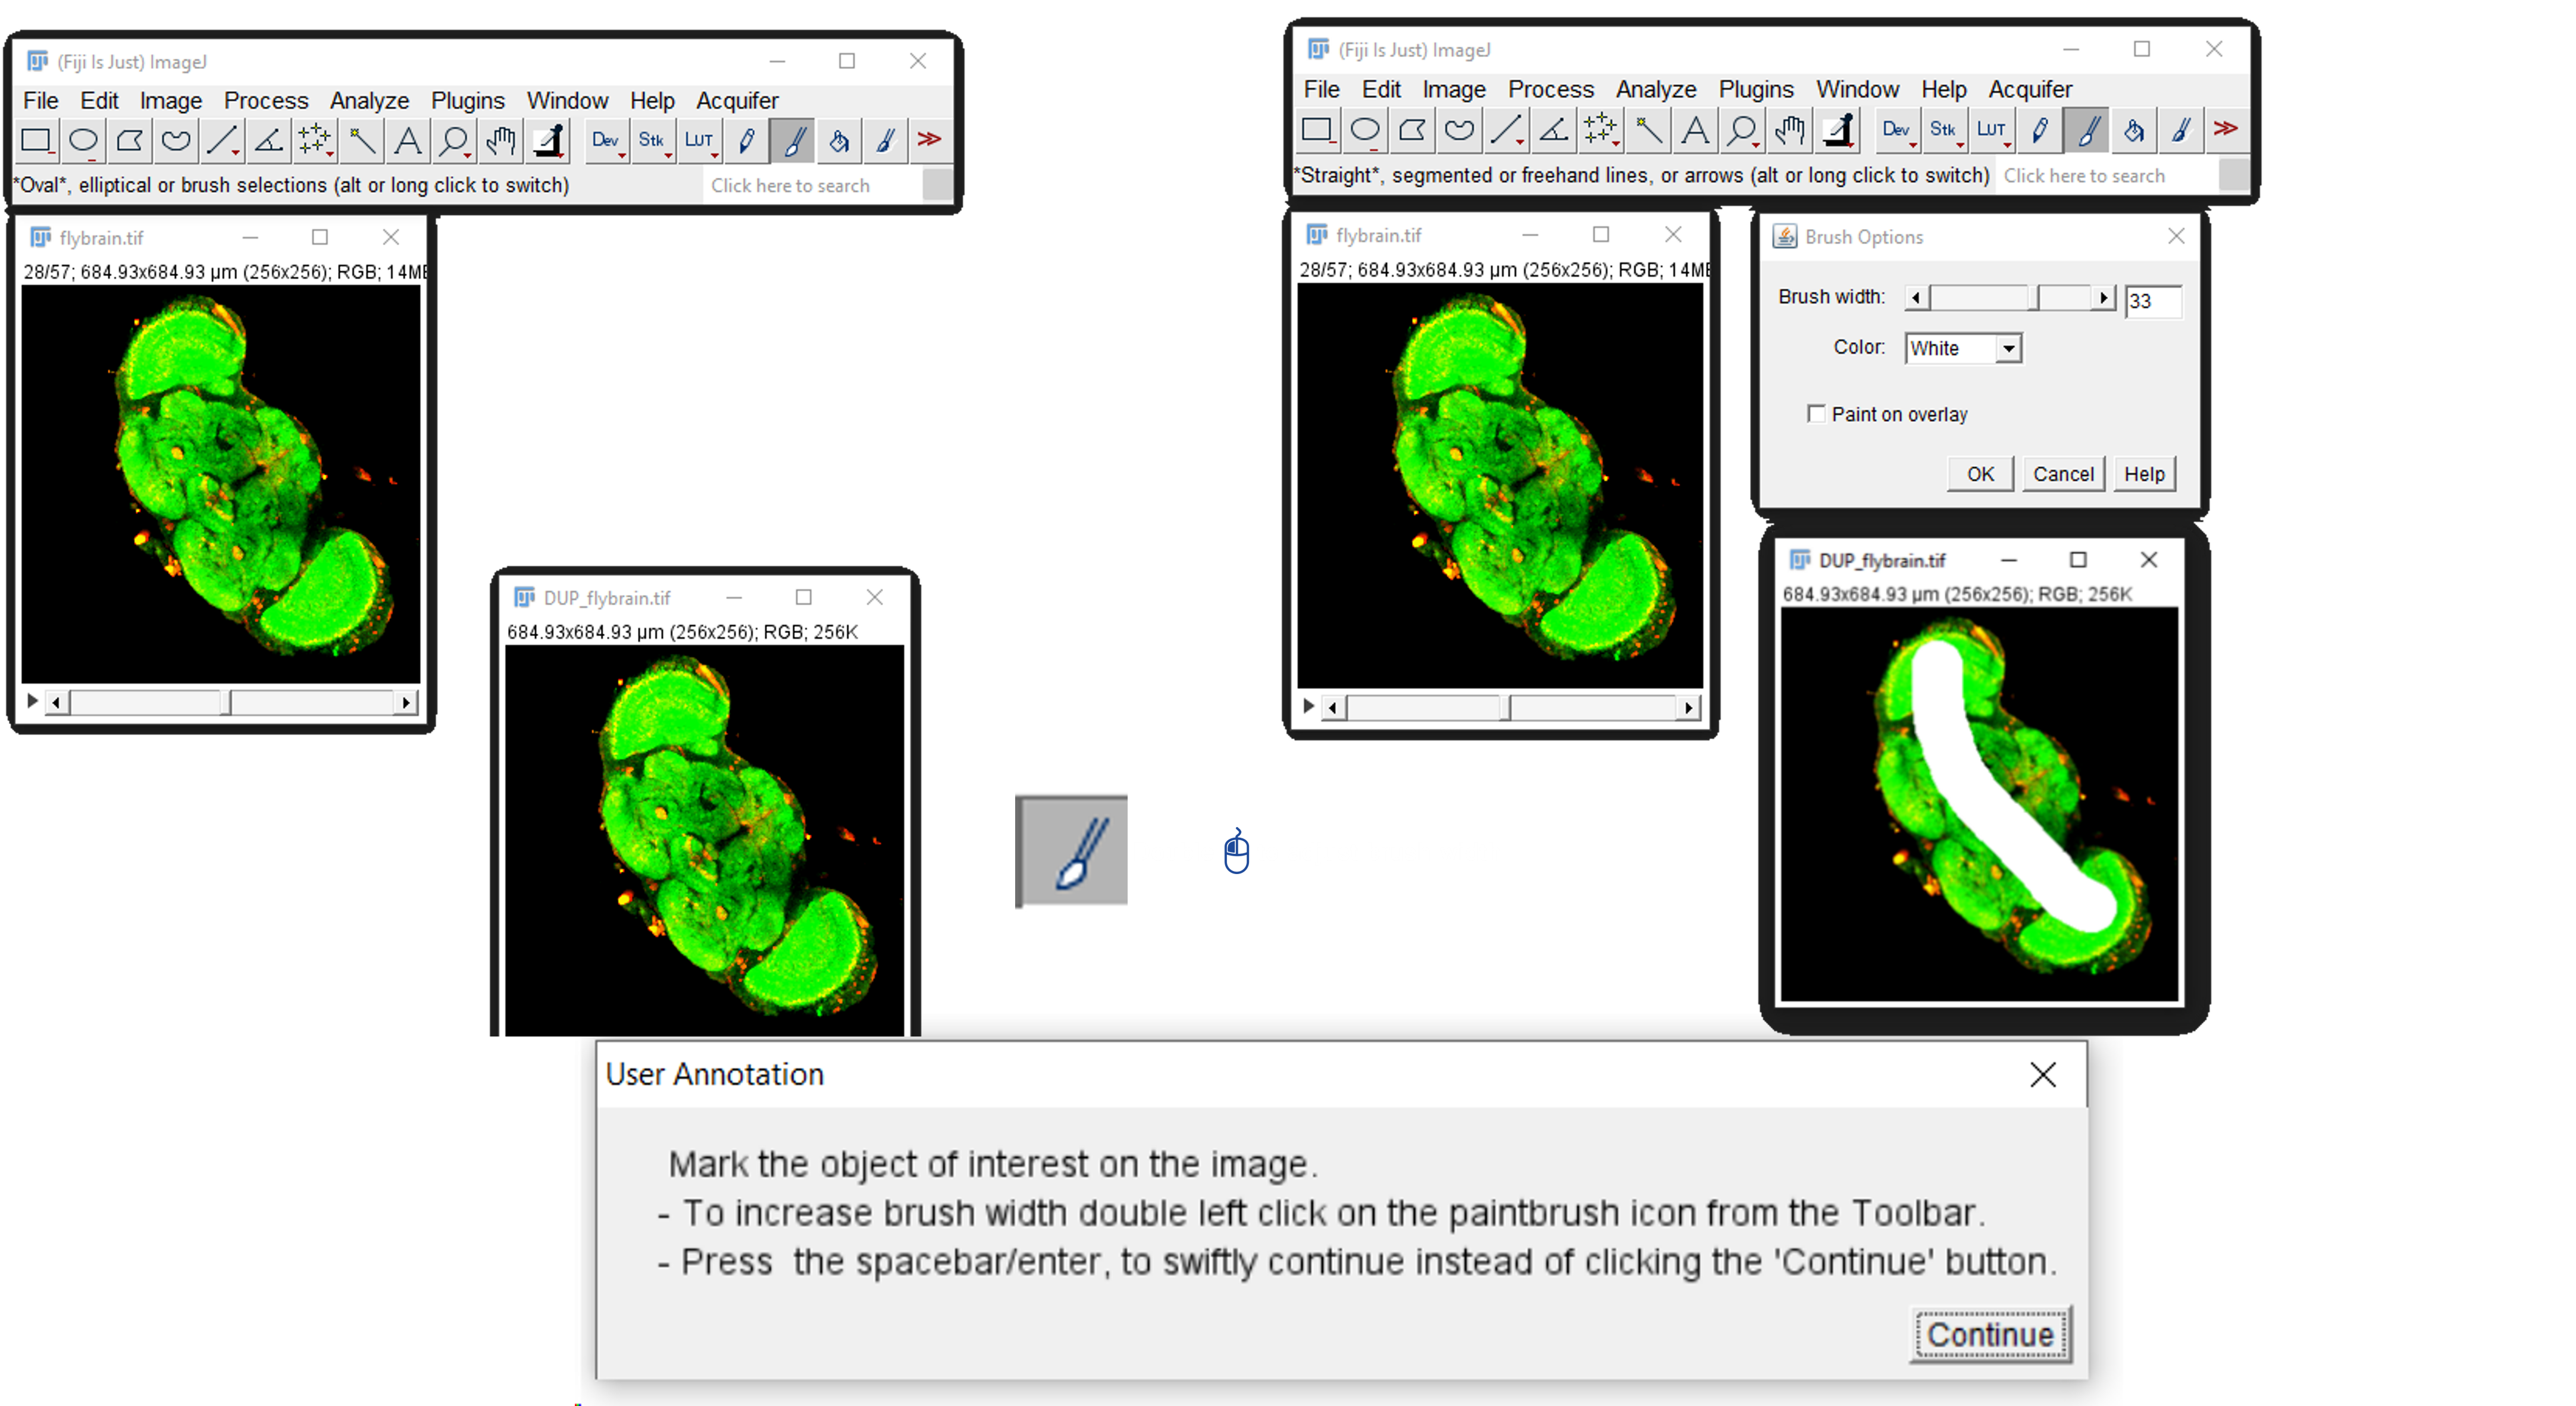 (Fiji Is Just) ImageJ
File Edit Image Process Analyze Plugins Window Help Acquifer
A Dev Stk LUT >>
*Oval*, elliptical or brush selections (alt or long click to switch) Click here to search
flybrain.tif
28/57; 684.93x684.93 µm (256x256); RGB; 14MB
DUP_flybrain.tif
684.93x684.93 µm (256x256); RGB; 256K
(Fiji Is Just) ImageJ
File Edit Image Process Analyze Plugins Window Help Acquifer
A Dev Stk LUT >>
*Straight*, segmented or freehand lines, or arrows (alt or long click to switch) Click here to search
flybrain.tif
28/57; 684.93x684.93 µm (256x256); RGB; 14MB
Brush Options
Brush width: 33
Color: White
Paint on overlay
OK Cancel Help
DUP_flybrain.tif
684.93x684.93 µm (256x256); RGB; 256K
User Annotation
Mark the object of interest on the image.
- To increase brush width double left click on the paintbrush icon from the Toolbar.
- Press  the spacebar/enter, to swiftly continue instead of clicking the 'Continue' button.
Continue